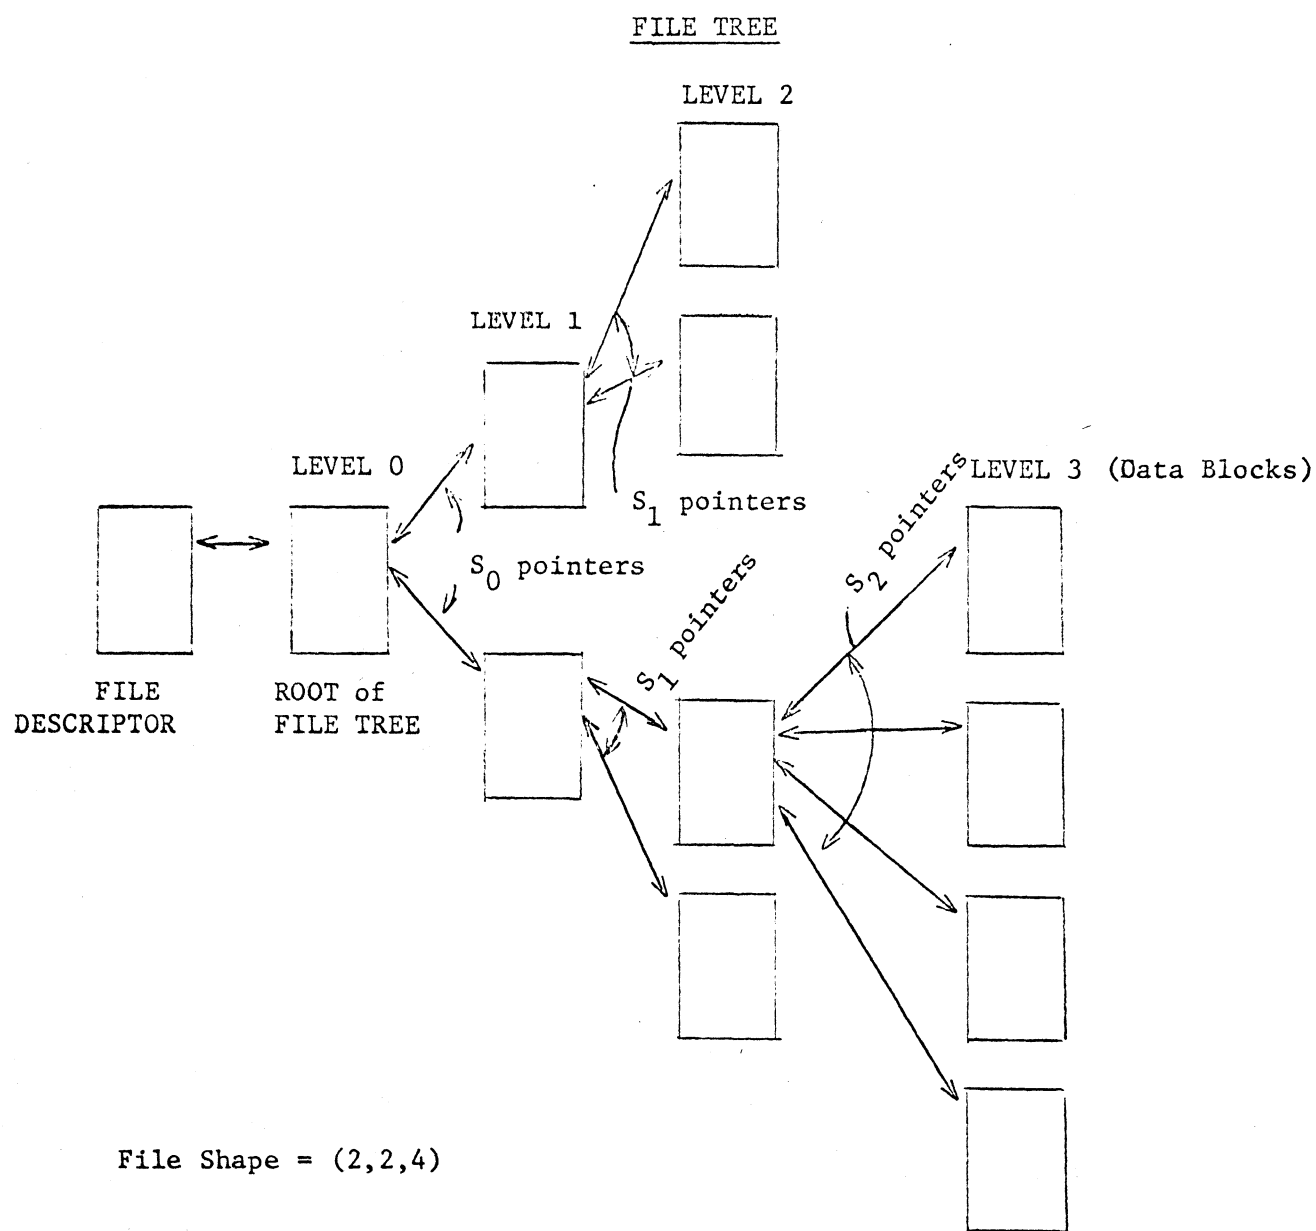 FILE TREE
LEVEL 2
LEVEL 1
LEVEL 0
S1 pointers
LEVEL 3 (Data Blocks)
S2 pointers
S0 pointers
S1 pointers
FILE
DESCRIPTOR
ROOT of
FILE TREE
File Shape = (2,2,4)